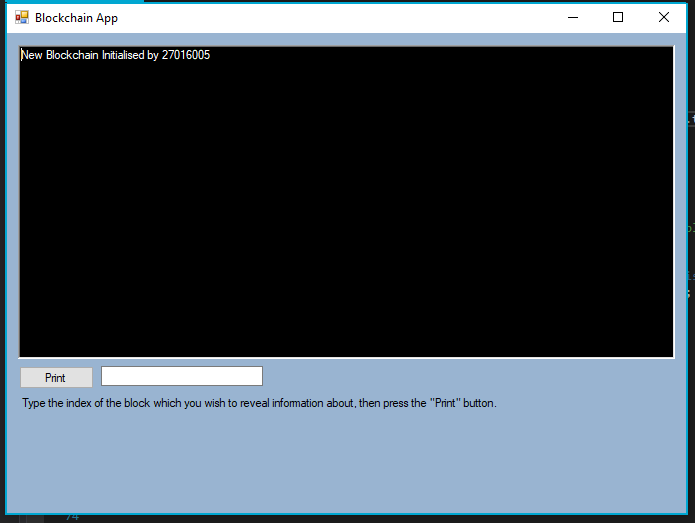 Blockchain App
New Blockchain Initialised by 27016005
Print
Type the index of the block which you wish to reveal information about, then press the "Print" button.
74